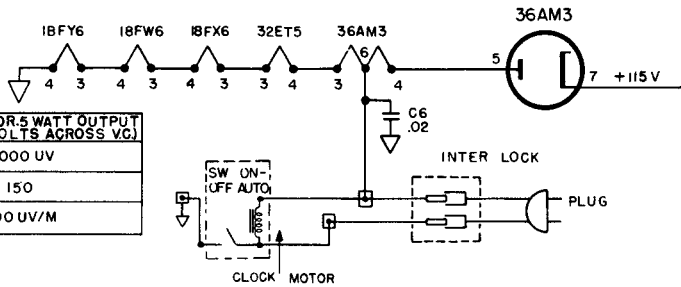 36AM3
18FY6 18FW6 18FX6 32ET5 36AM3
6 5 7 +115V
4 3 4 3 4 3 4 3 3 4
OR.5 WATT OUTPUT
OLTS ACROSS V.C.)
000 UV
150
00 UV/M
C6
.02
INTER LOCK
SW ON-
OFF AUTO
PLUG
CLOCK MOTOR